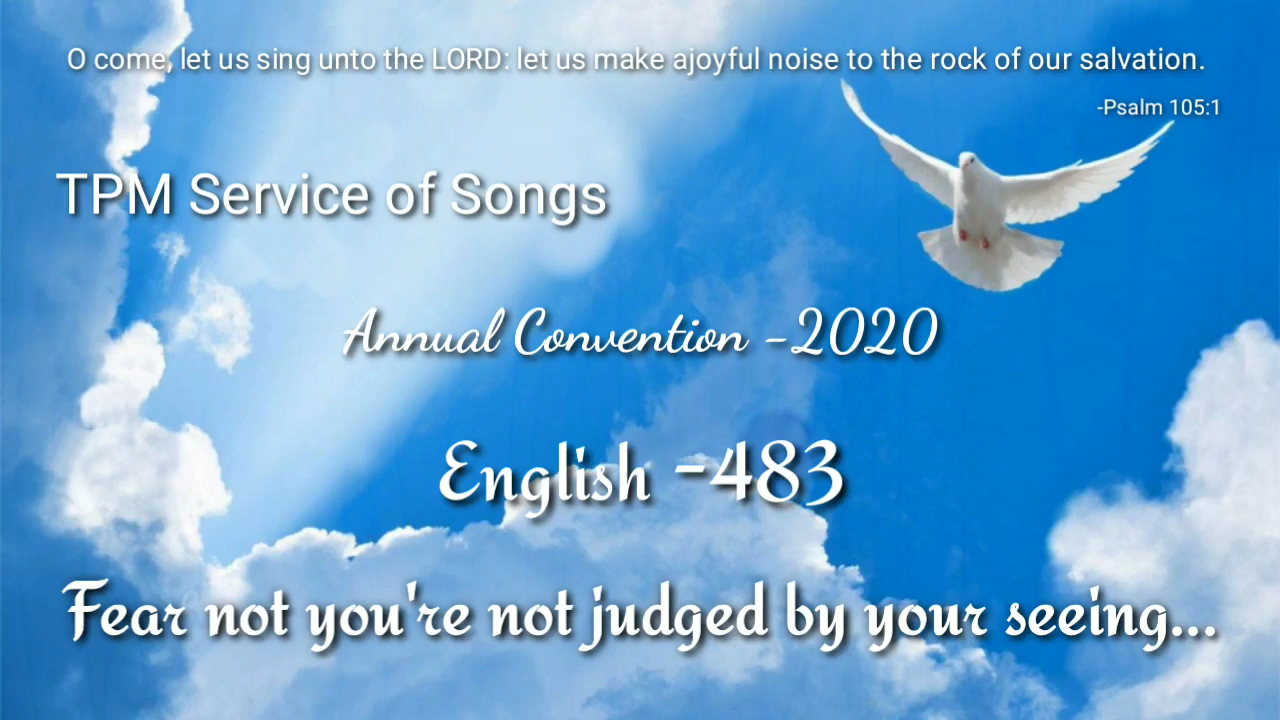 O come, let us sing unto the LORD: let us make ajoyful noise to the rock of our salvation.
-Psalm 105:1
TPM Service of Songs
Annual Convention -2020
English -483
Fear not you're not judged by your seeing...